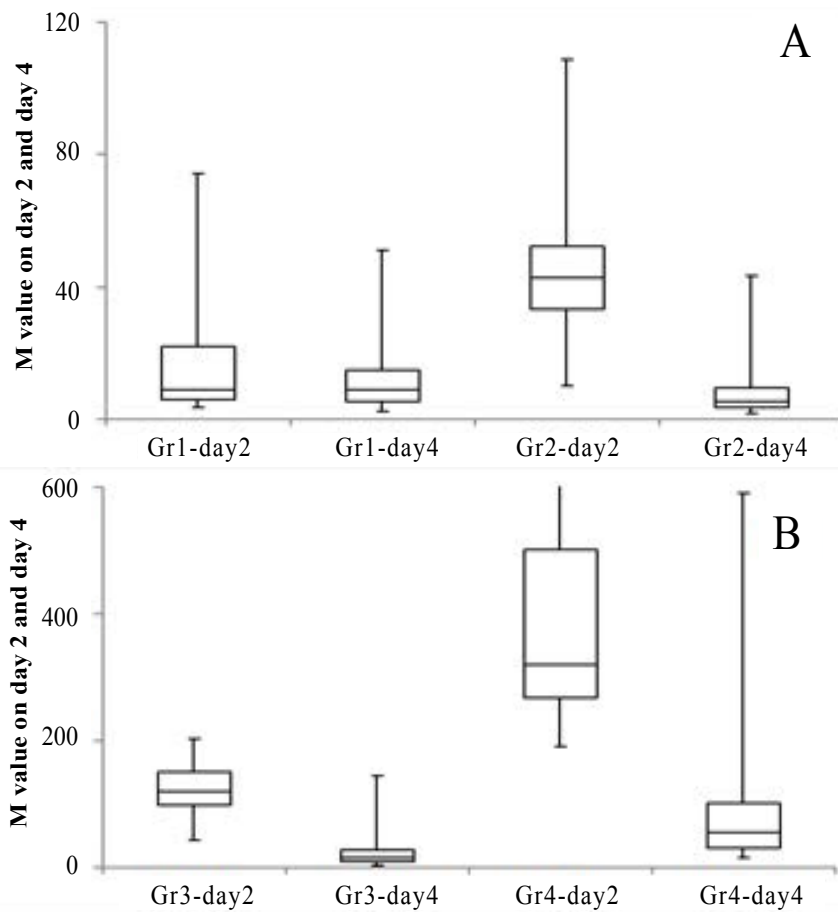 A
M value on day 2 and day 4
120
80
40
0
Gr1-day2 Gr1-day4 Gr2-day2 Gr2-day4
B
M value on day 2 and day 4
600
400
200
0
Gr3-day2 Gr3-day4 Gr4-day2 Gr4-day4